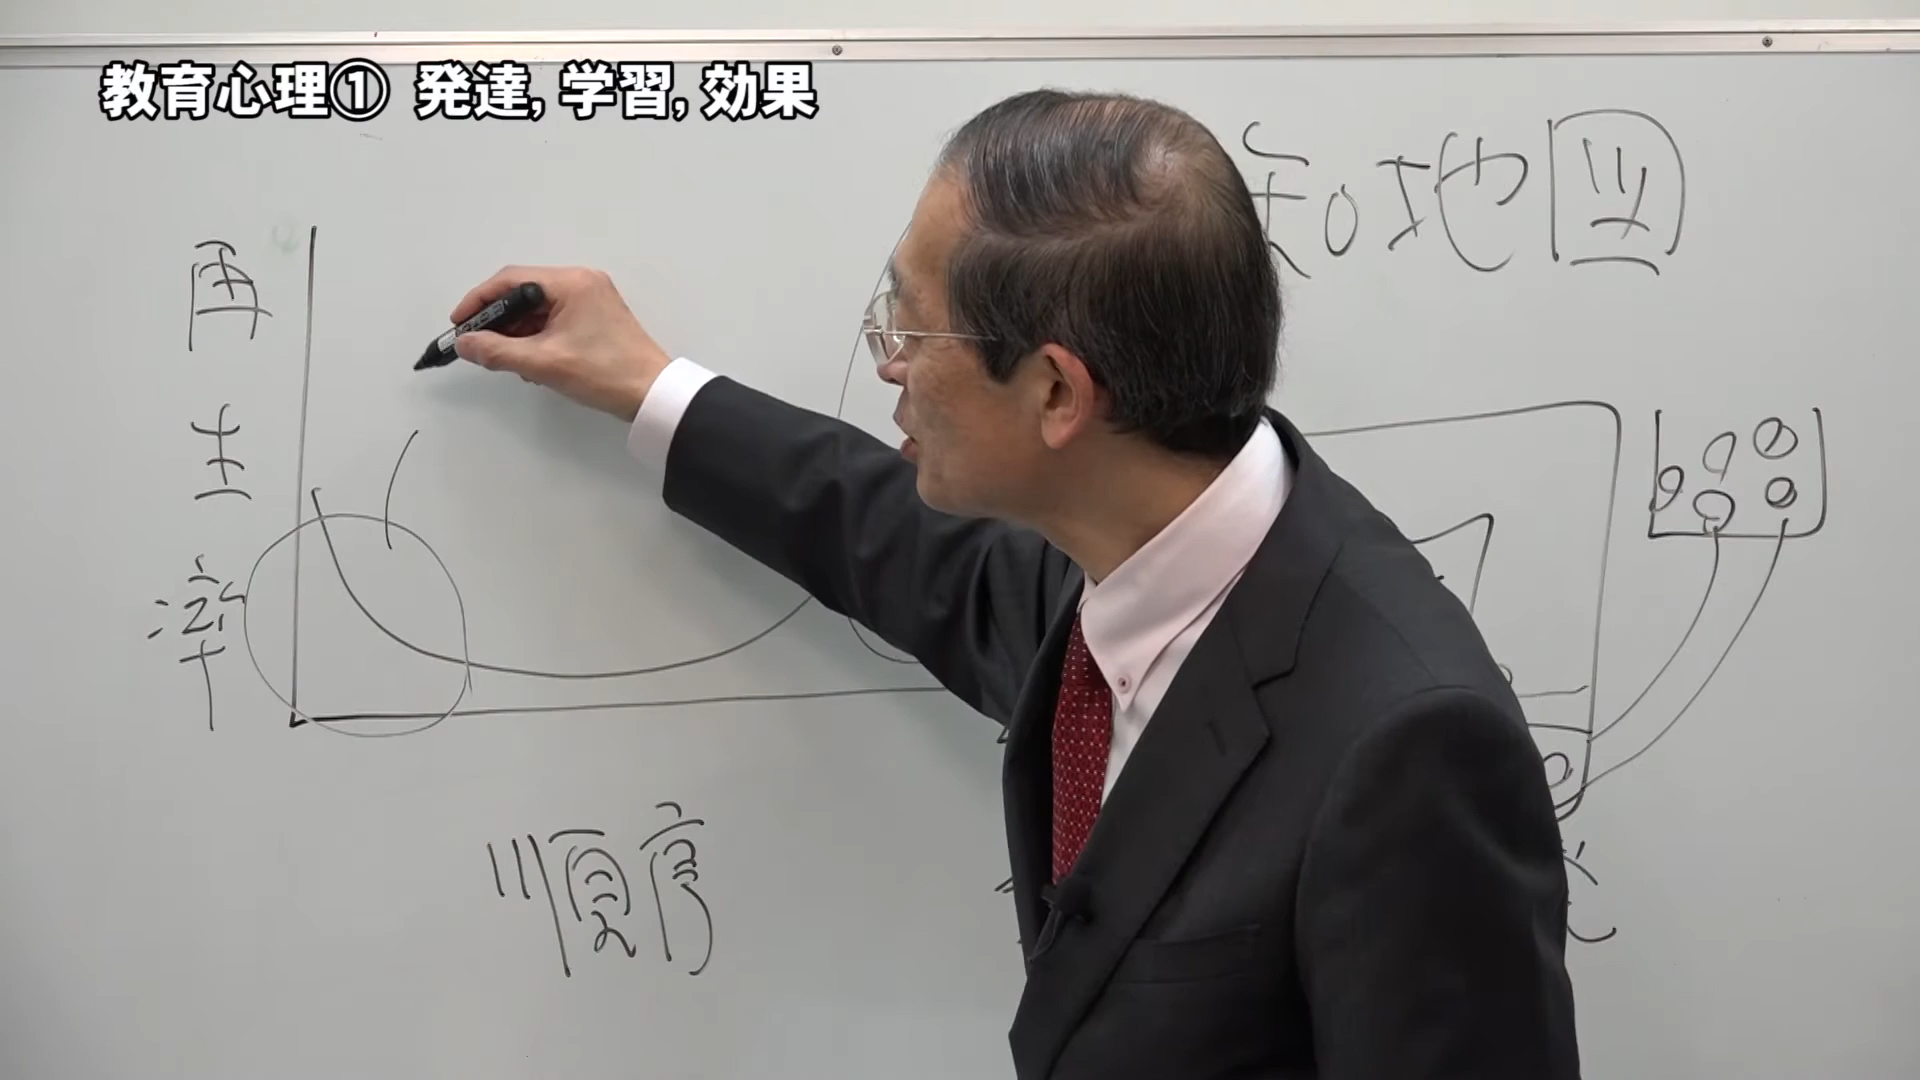 教育心理① 発達, 学習, 効果
知地図
再生率
順序